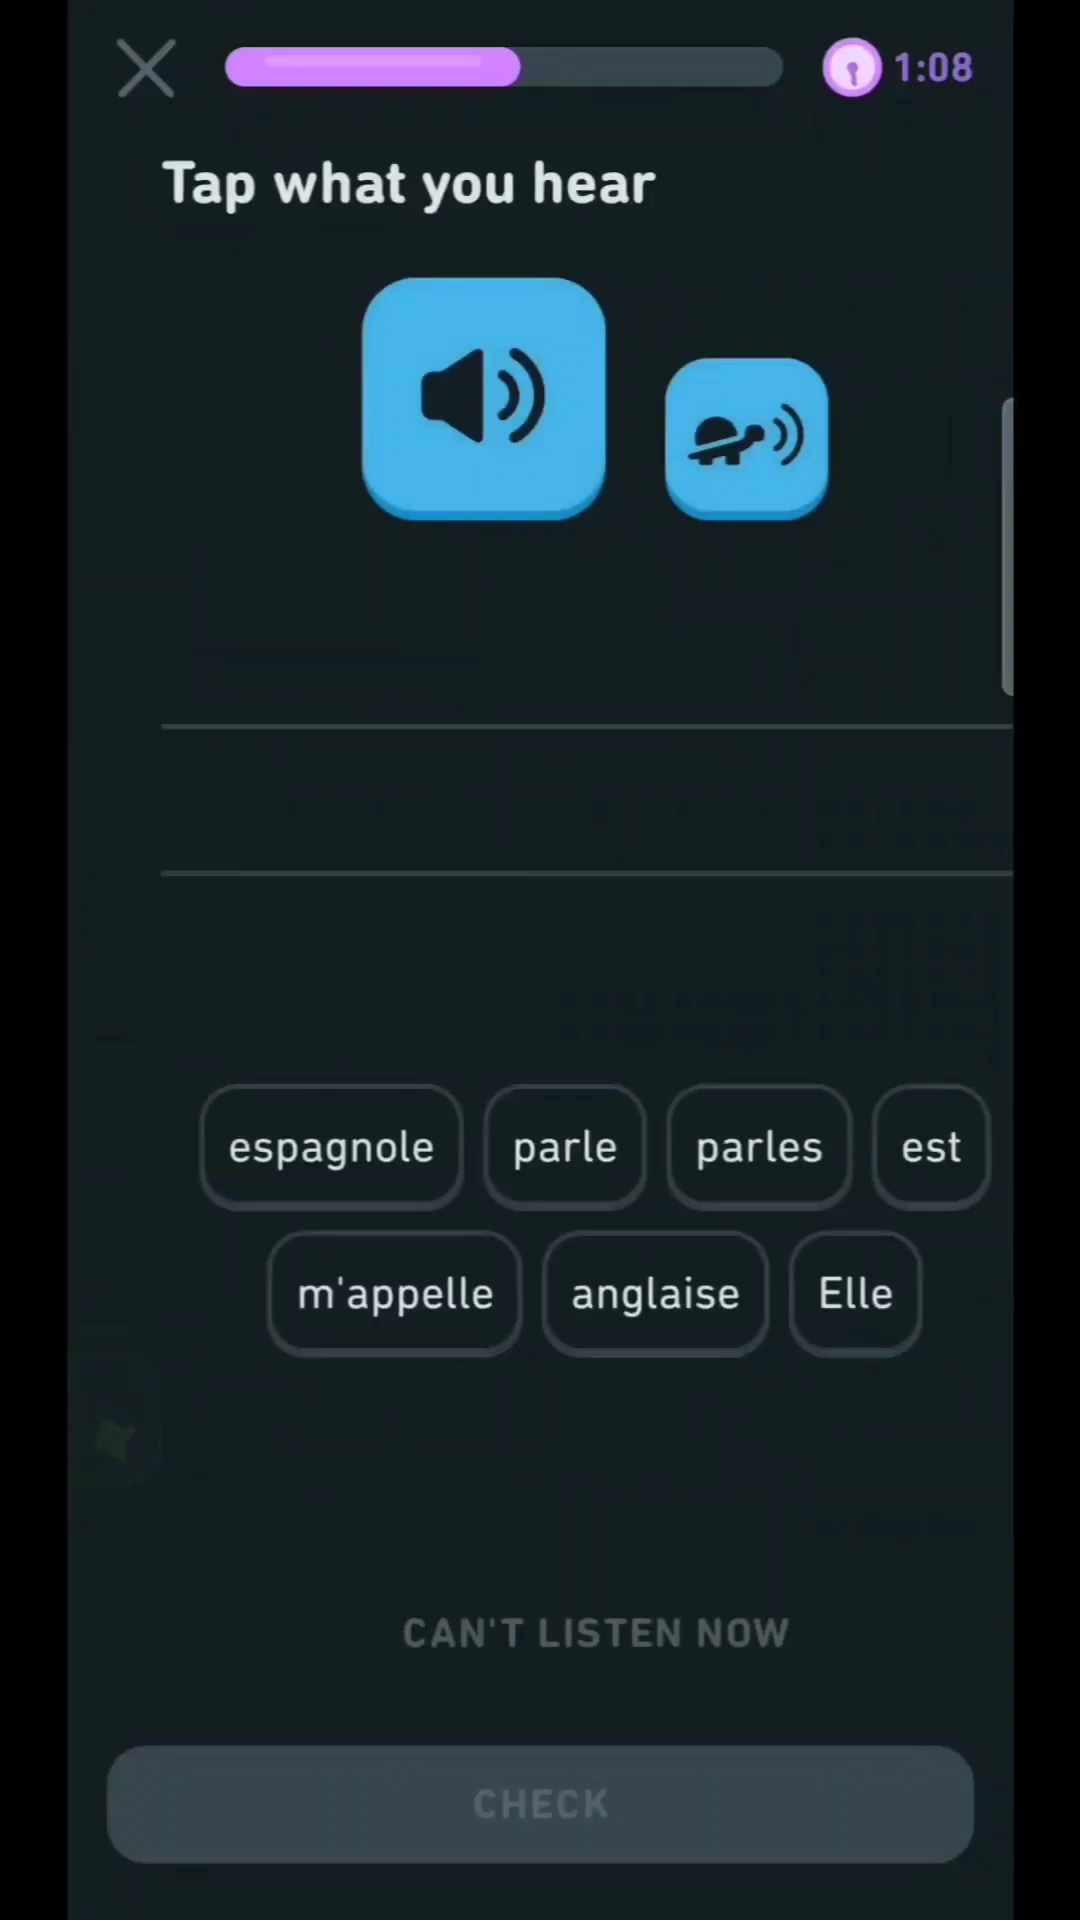 1:08
Tap what you hear
espagnole parle parles est
m'appelle anglaise Elle
CAN'T LISTEN NOW
CHECK